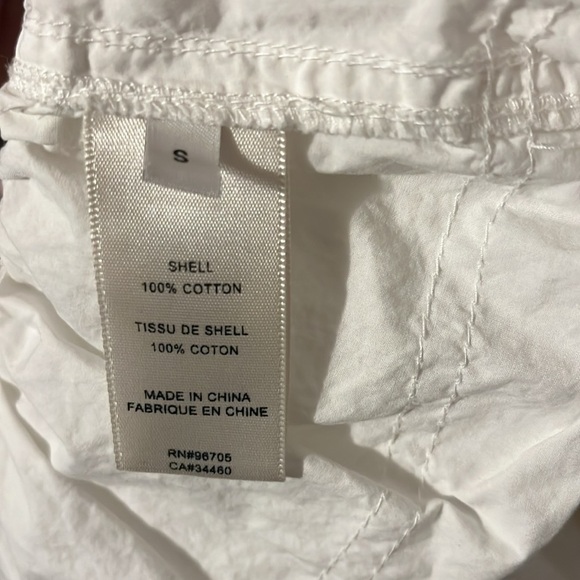 S
SHELL
100% COTTON
TISSU DE SHELL
100% COTON
MADE IN CHINA
FABRIQUE EN CHINE
RN#96705
CA#34460